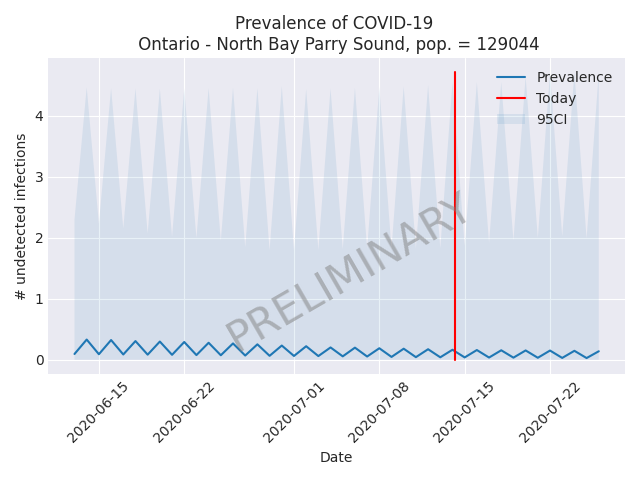 Prevalence of COVID-19
Ontario - North Bay Parry Sound, pop. = 129044
Prevalence
Today
95CI
4
3
2
1
0
# undetected infections
PRELIMINARY
2020-06-15
2020-06-22
2020-07-01
2020-07-08
2020-07-15
2020-07-22
Date